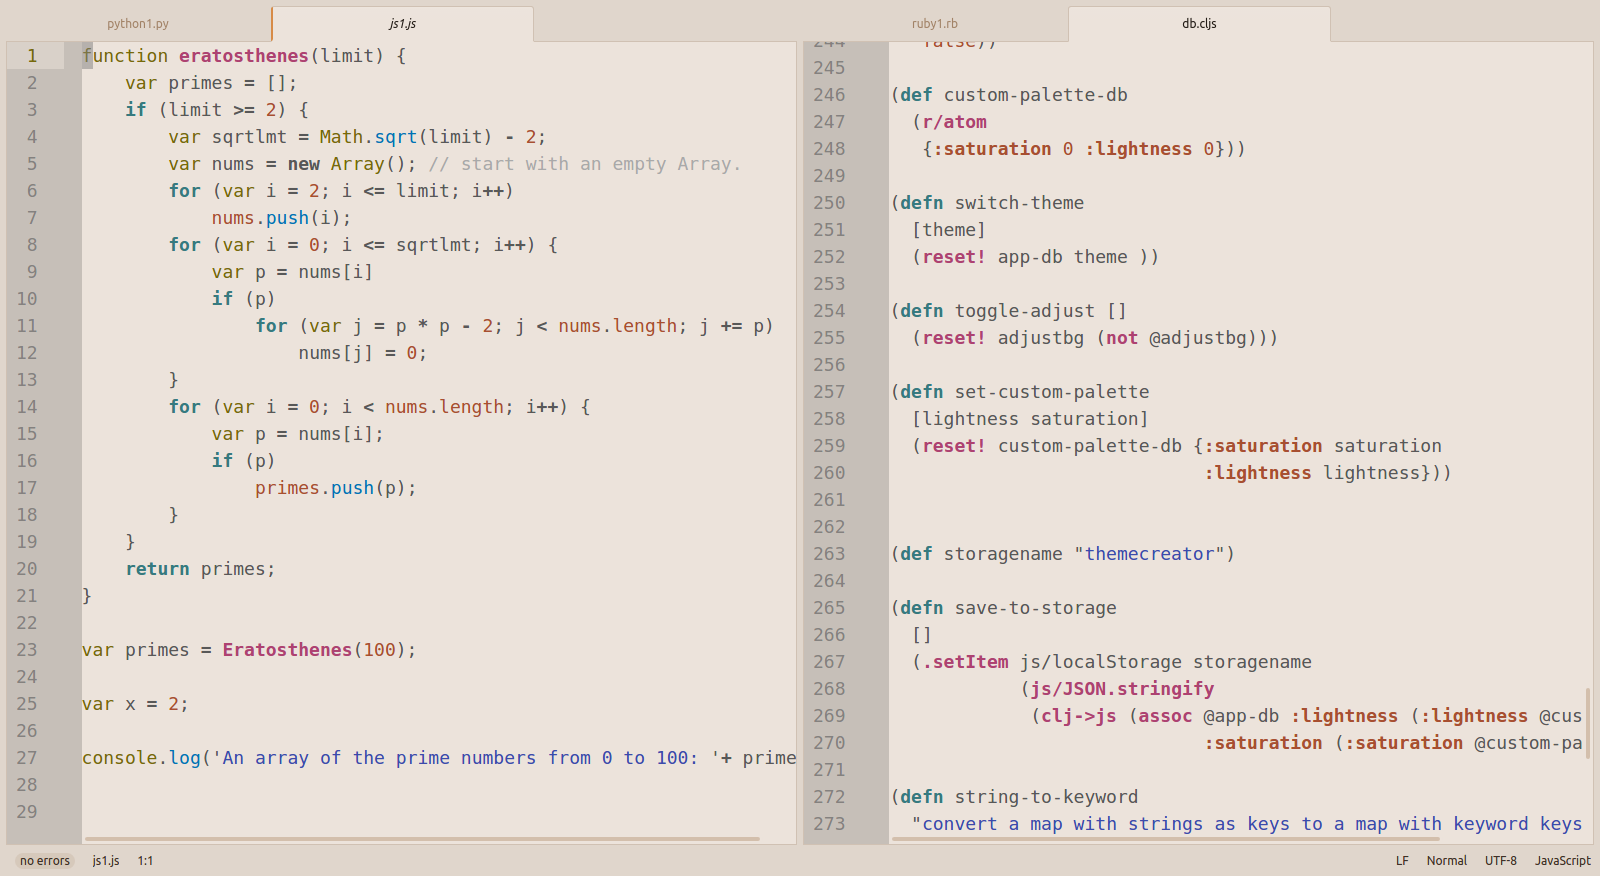 python1.py js1.js ruby1.rb db.cljs
1 function eratosthenes(limit) {
2     var primes = [];
3     if (limit >= 2) {
4         var sqrtlmt = Math.sqrt(limit) - 2;
5         var nums = new Array(); // start with an empty Array.
6         for (var i = 2; i <= limit; i++)
7             nums.push(i);
8         for (var i = 0; i <= sqrtlmt; i++) {
9             var p = nums[i]
10             if (p)
11                 for (var j = p * p - 2; j < nums.length; j += p)
12                     nums[j] = 0;
13         }
14         for (var i = 0; i < nums.length; i++) {
15             var p = nums[i];
16             if (p)
17                 primes.push(p);
18         }
19     }
20     return primes;
21 }
22
23 var primes = Eratosthenes(100);
24
25 var x = 2;
26
27 console.log('An array of the prime numbers from 0 to 100: '+ prime
28
29
244    false))
245
246 (def custom-palette-db
247   (r/atom
248    {:saturation 0 :lightness 0}))
249
250 (defn switch-theme
251   [theme]
252   (reset! app-db theme ))
253
254 (defn toggle-adjust []
255   (reset! adjustbg (not @adjustbg)))
256
257 (defn set-custom-palette
258   [lightness saturation]
259   (reset! custom-palette-db {:saturation saturation
260                              :lightness lightness}))
261
262
263 (def storagename "themecreator")
264
265 (defn save-to-storage
266   []
267   (.setItem js/localStorage storagename
268             (js/JSON.stringify
269              (clj->js (assoc @app-db :lightness (:lightness @cus
270                              :saturation (:saturation @custom-pa
271
272 (defn string-to-keyword
273   "convert a map with strings as keys to a map with keyword keys
no errors js1.js 1:1 LF Normal UTF-8 JavaScript